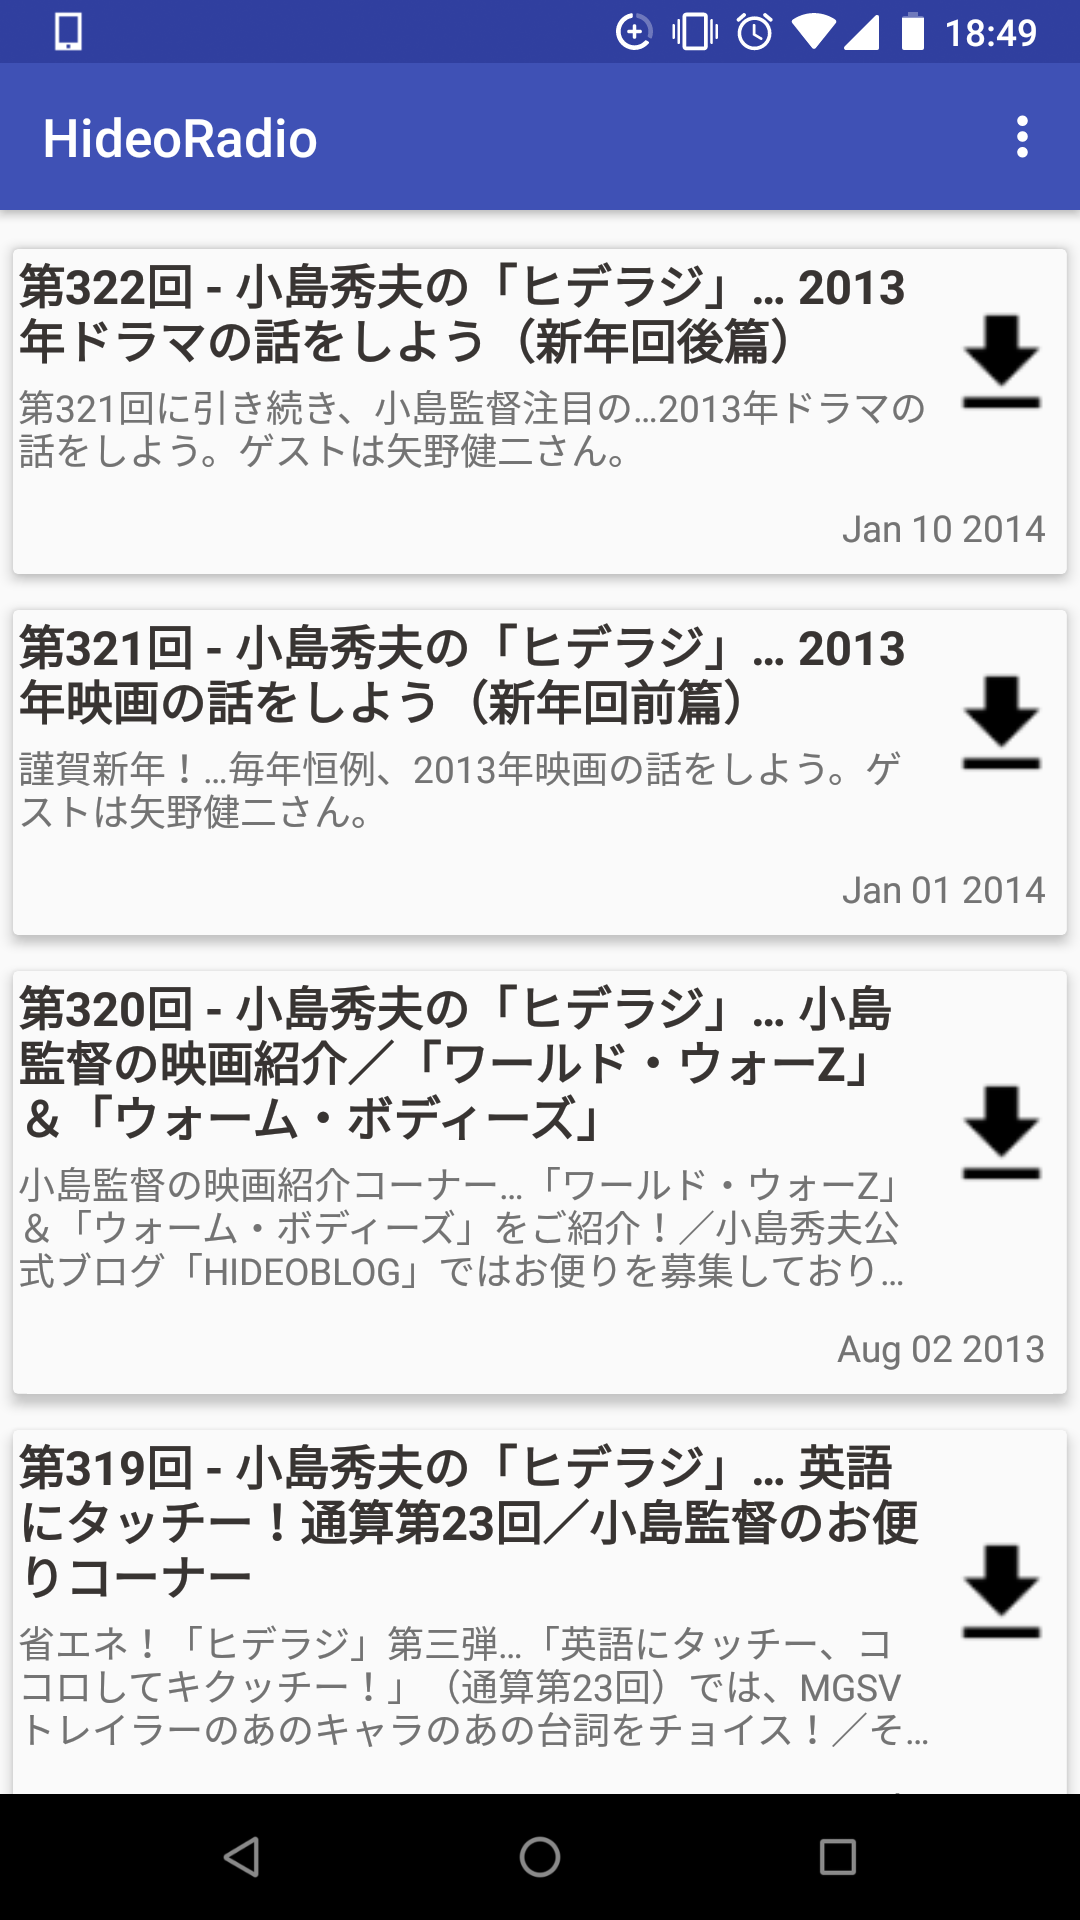 18:49
HideoRadio
第322回 - 小島秀夫の「ヒデラジ」... 2013
年ドラマの話をしよう（新年回後篇）
第321回に引き続き、小島監督注目の...2013年ドラマの
話をしよう。ゲストは矢野健二さん。
Jan 10 2014
第321回 - 小島秀夫の「ヒデラジ」... 2013
年映画の話をしよう（新年回前篇）
謹賀新年！...毎年恒例、2013年映画の話をしよう。ゲ
ストは矢野健二さん。
Jan 01 2014
第320回 - 小島秀夫の「ヒデラジ」... 小島
監督の映画紹介／「ワールド・ウォーZ」
＆「ウォーム・ボディーズ」
小島監督の映画紹介コーナー...「ワールド・ウォーZ」
＆「ウォーム・ボディーズ」をご紹介！／小島秀夫公
式ブログ「HIDEOBLOG」ではお便りを募集しており...
Aug 02 2013
第319回 - 小島秀夫の「ヒデラジ」... 英語
にタッチー！通算第23回／小島監督のお便
りコーナー
省エネ！「ヒデラジ」第三弾...「英語にタッチー、コ
コロしてキクッチー！」（通算第23回）では、MGSV
トレイラーのあのキャラのあの台詞をチョイス！／そ...